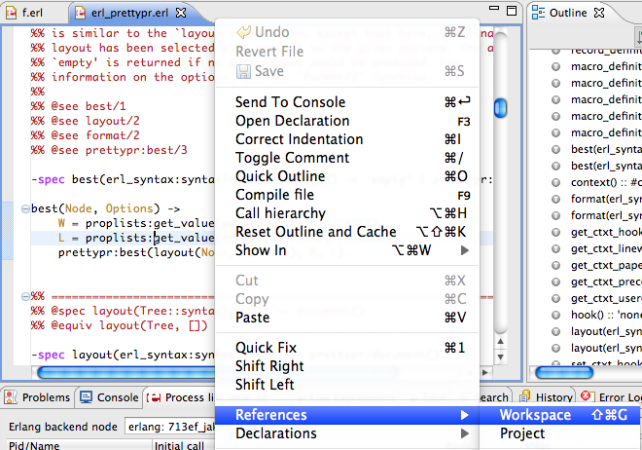 f.erl
erl_prettypr.erl
%% is similar to the `layou
%% layout has been selected
%% `empty' is returned if n
%% information on the optio
%%
%% @see best/1
%% @see layout/2
%% @see format/2
%% @see prettypr:best/3
-spec best(erl_syntax:synta
best(Node, Options) ->
W = proplists:get_value
L = proplists:get_value
prettypr:best(layout(No
%% =====================
%% @spec layout(Tree::synta
%% @equiv layout(Tree, [])
-spec layout(erl_syntax:syn
Undo ⌘Z
Revert File
Save ⌘S
Send To Console ⌘↩
Open Declaration F3
Correct Indentation ⌘I
Toggle Comment ⌘/
Quick Outline ⌘O
Compile file F9
Call hierarchy ⌥⌘H
Reset Outline and Cache ⌥⇧⌘K
Show In ⌥⌘W
Cut ⌘X
Copy ⌘C
Paste ⌘V
Quick Fix ⌘1
Shift Right
Shift Left
References
Declarations
Workspace ⇧⌘G
Project
Outline
record_definit
macro_definit
macro_definit
macro_definit
macro_definit
best(erl_synta
best(erl_synta
context() :: #c
format(erl_syn
format(erl_syn
get_ctxt_hook
get_ctxt_linew
get_ctxt_pape
get_ctxt_prec
get_ctxt_user
hook() :: 'none
layout(erl_syn
layout(erl_syn
set_ctxt_hook
Problems
Console
Process li
Search
History
Error Lo
Erlang backend node
erlang: 713ef_jak
Pid/Name
Initial call